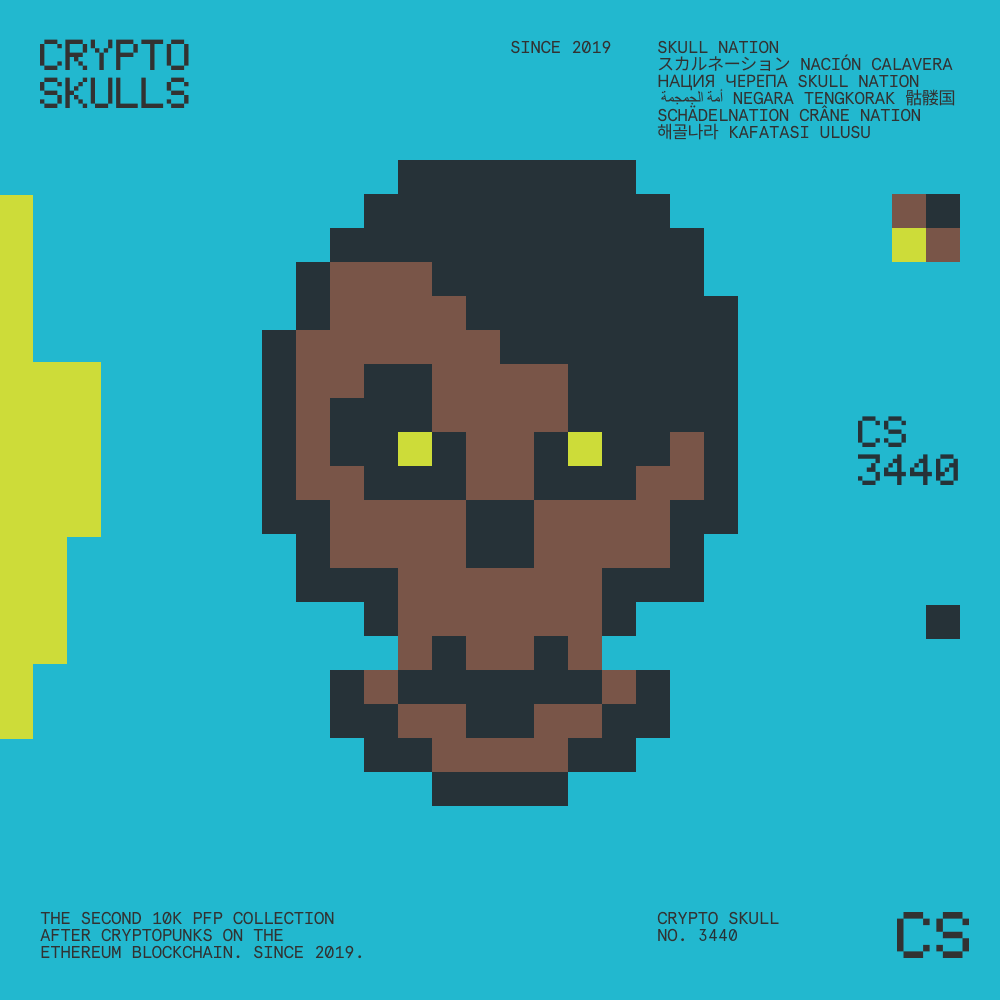 CRYPTO
SKULLS
SINCE 2019
SKULL NATION
スカルネーション NACIÓN CALAVERA
НАЦИЯ ЧЕРЕПА SKULL NATION
أمة الجمجمة NEGARA TENGKORAK 骷髅国
SCHÄDELNATION CRÂNE NATION
해골나라 KAFATASI ULUSU
CS
3440
THE SECOND 10K PFP COLLECTION
AFTER CRYPTOPUNKS ON THE
ETHEREUM BLOCKCHAIN. SINCE 2019.
CRYPTO SKULL
NO. 3440
CS